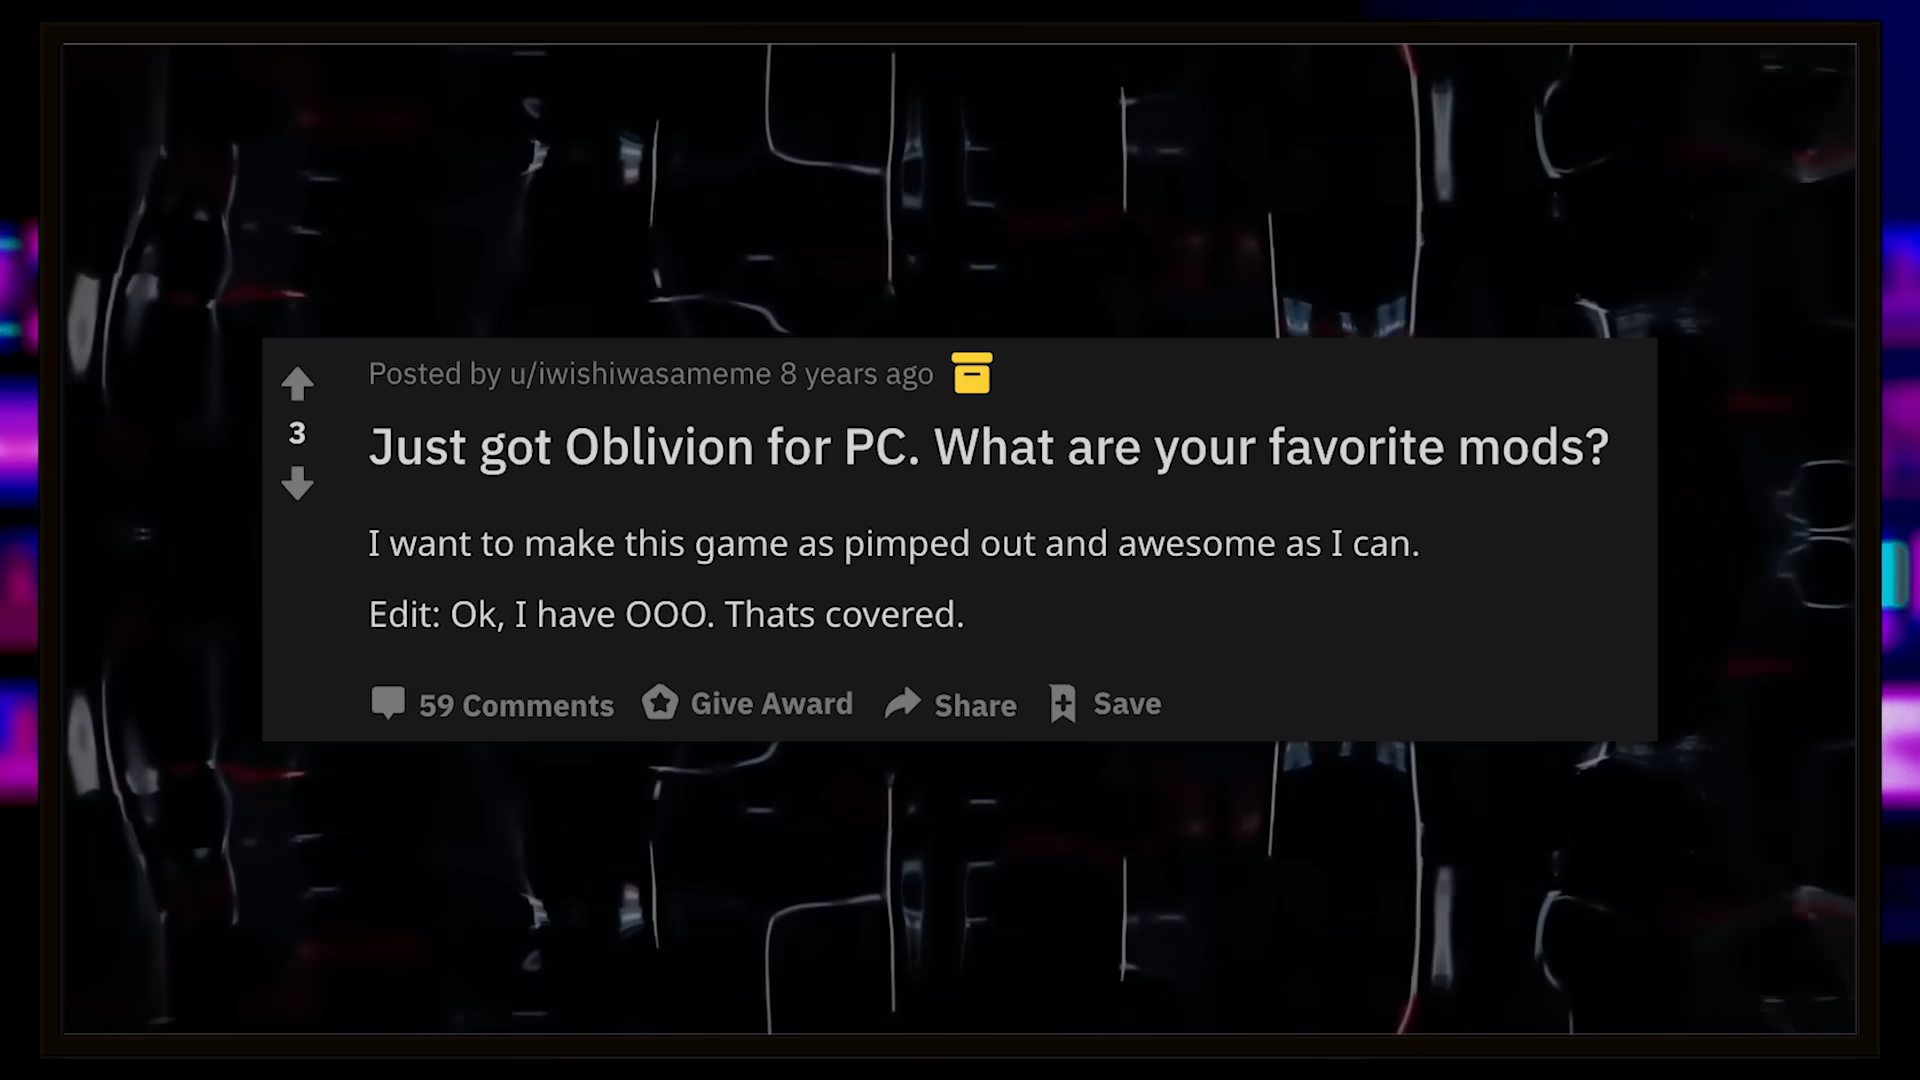 Posted by u/iwishiwasameme 8 years ago
3
Just got Oblivion for PC. What are your favorite mods?
I want to make this game as pimped out and awesome as I can.
Edit: Ok, I have OOO. Thats covered.
59 Comments Give Award Share Save